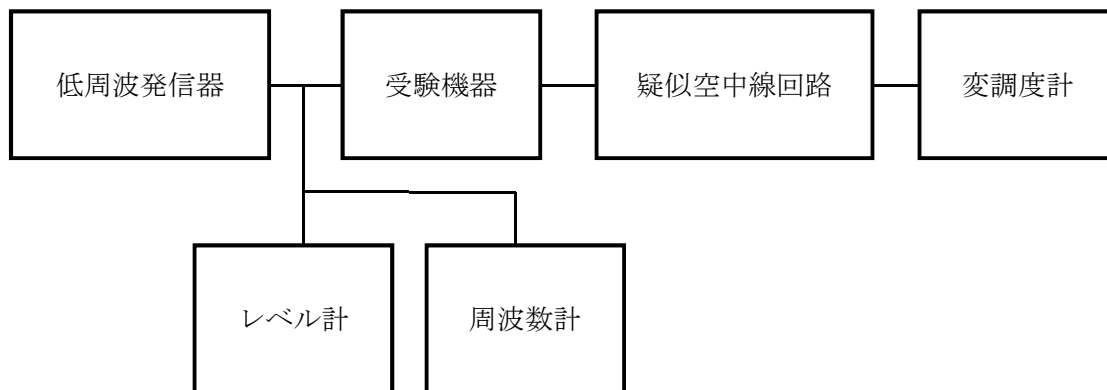 低周波発信器
受験機器
疑似空中線回路
変調度計
レベル計
周波数計